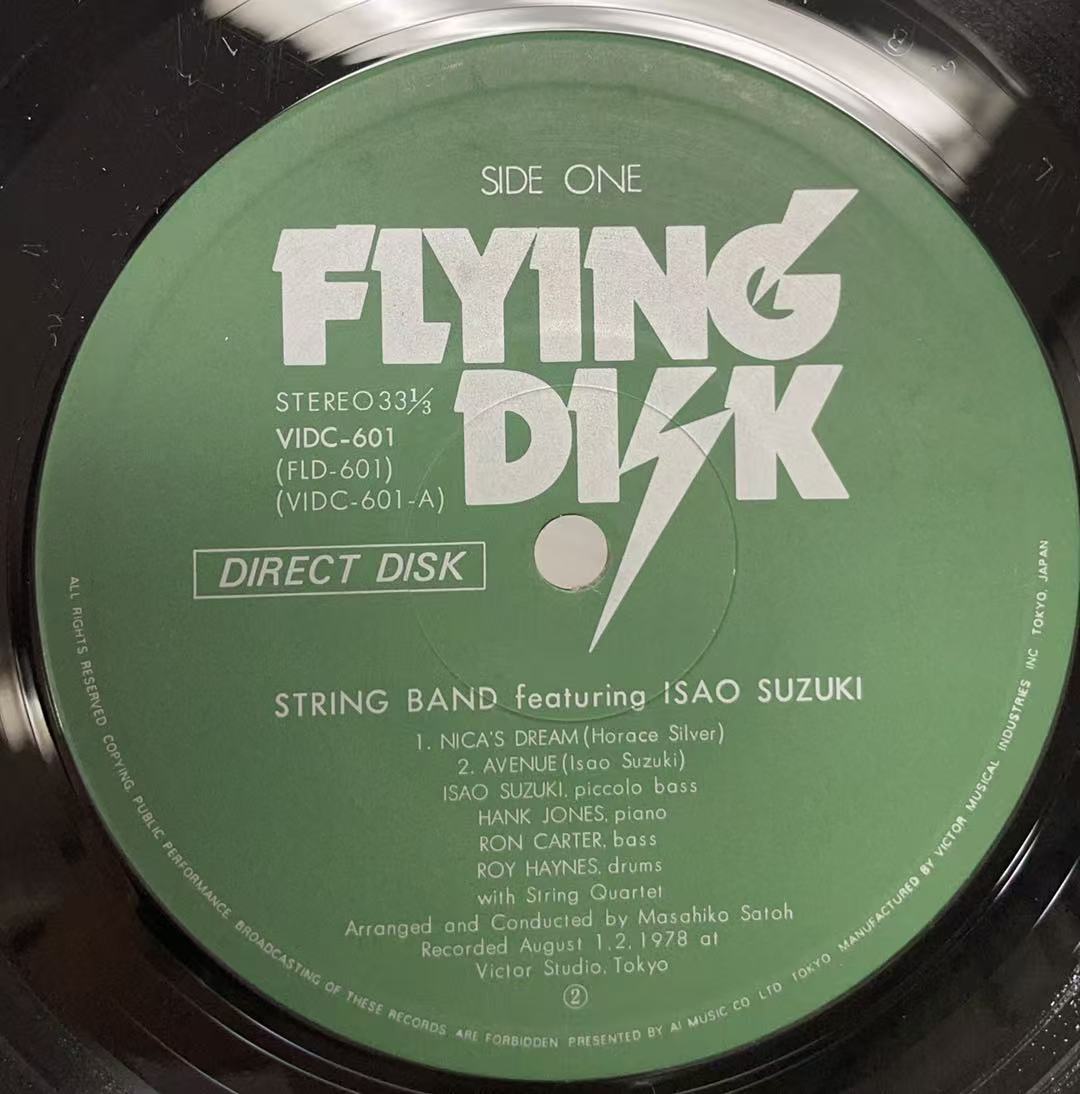 SIDE ONE
FLYING
DISK
STEREO 33⅓
VIDC-601
(FLD-601)
(VIDC-601-A)
DIRECT DISK
STRING BAND featuring ISAO SUZUKI
1. NICA'S DREAM (Horace Silver)
2. AVENUE (Isao Suzuki)
ISAO SUZUKI, piccolo bass
HANK JONES, piano
RON CARTER, bass
ROY HAYNES, drums
with String Quartet
Arranged and Conducted by Masahiko Satoh
Recorded August 1.2.1978 at
Victor Studio, Tokyo
②
ALL RIGHTS RESERVED COPYING, PUBLIC PERFORMANCE, BROADCASTING OF THESE RECORDS ARE FORBIDDEN PRESENTED BY AI MUSIC CO LTD TOKYO. MANUFACTURED BY VICTOR MUSICAL INDUSTRIES INC TOKYO, JAPAN